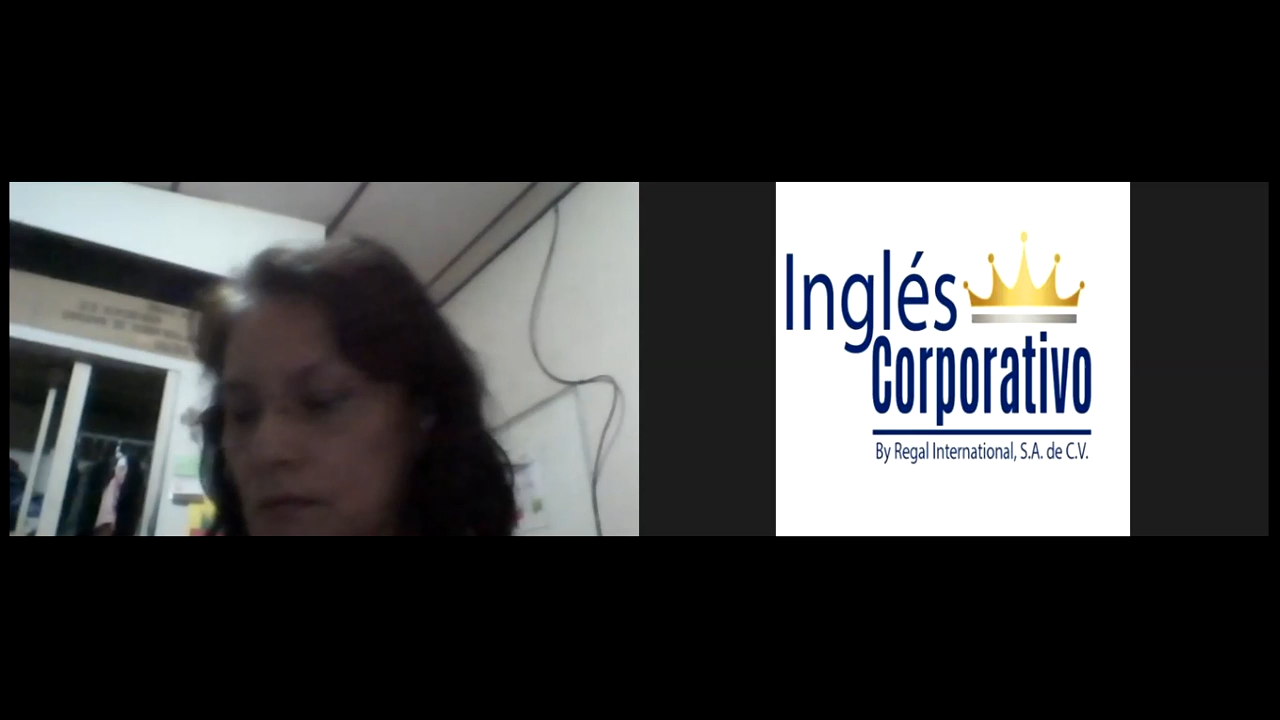 Inglés
Corporativo
By Regal International, S.A. de C.V.